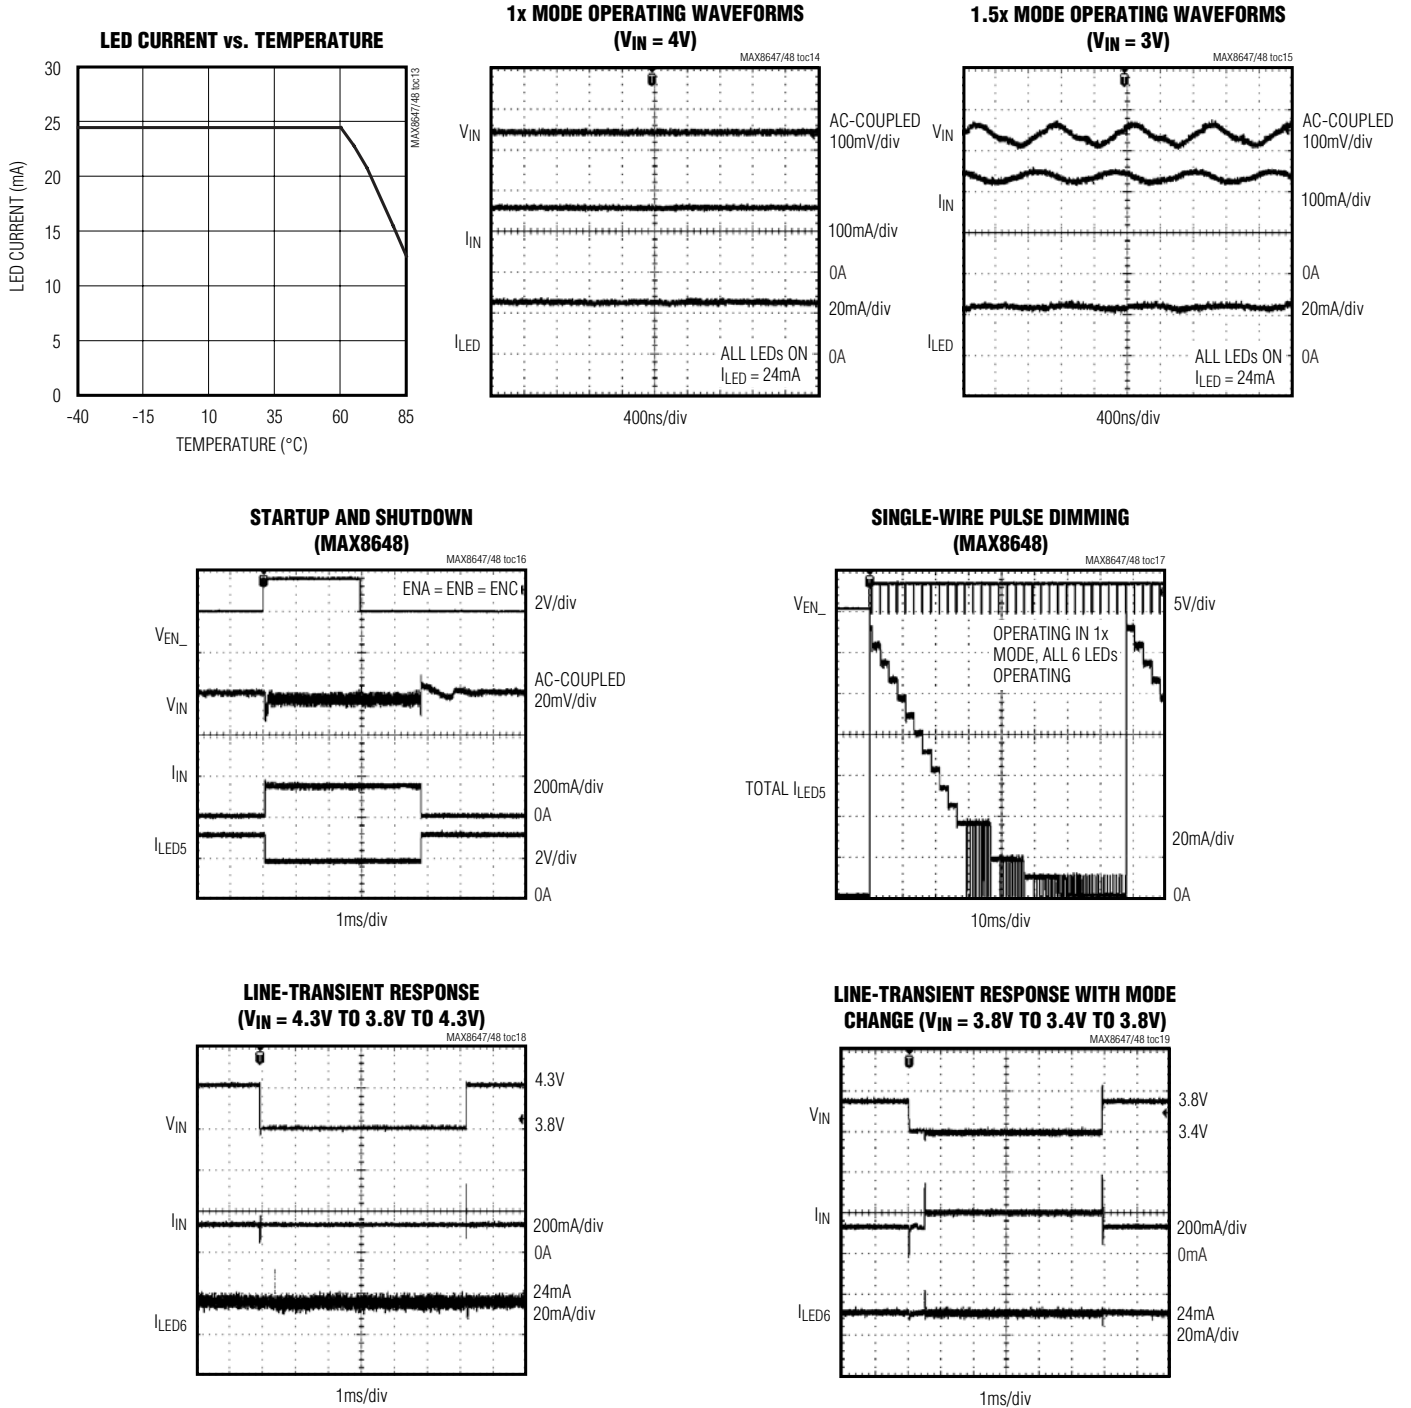 LED CURRENT vs. TEMPERATURE
MAX8647/48 toc13
30
25
20
15
10
5
0
LED CURRENT (mA)
-40 -15 10 35 60 85
TEMPERATURE (°C)
1x MODE OPERATING WAVEFORMS
(VIN = 4V)
MAX8647/48 toc14
VIN
AC-COUPLED
100mV/div
IIN
100mA/div
0A
20mA/div
ILED
ALL LEDs ON
ILED = 24mA
0A
400ns/div
1.5x MODE OPERATING WAVEFORMS
(VIN = 3V)
MAX8647/48 toc15
VIN
AC-COUPLED
100mV/div
IIN
100mA/div
0A
20mA/div
ILED
ALL LEDs ON
ILED = 24mA
0A
400ns/div
STARTUP AND SHUTDOWN
(MAX8648)
MAX8647/48 toc16
ENA = ENB = ENC
2V/div
VEN_
AC-COUPLED
20mV/div
VIN
IIN
200mA/div
0A
ILED5
2V/div
0A
1ms/div
SINGLE-WIRE PULSE DIMMING
(MAX8648)
MAX8647/48 toc17
VEN_
5V/div
OPERATING IN 1x
MODE, ALL 6 LEDs
OPERATING
TOTAL ILED5
20mA/div
0A
10ms/div
LINE-TRANSIENT RESPONSE
(VIN = 4.3V TO 3.8V TO 4.3V)
MAX8647/48 toc18
4.3V
VIN
3.8V
IIN
200mA/div
0A
24mA
20mA/div
ILED6
1ms/div
LINE-TRANSIENT RESPONSE WITH MODE
CHANGE (VIN = 3.8V TO 3.4V TO 3.8V)
MAX8647/48 toc19
3.8V
VIN
3.4V
IIN
200mA/div
0mA
ILED6
24mA
20mA/div
1ms/div